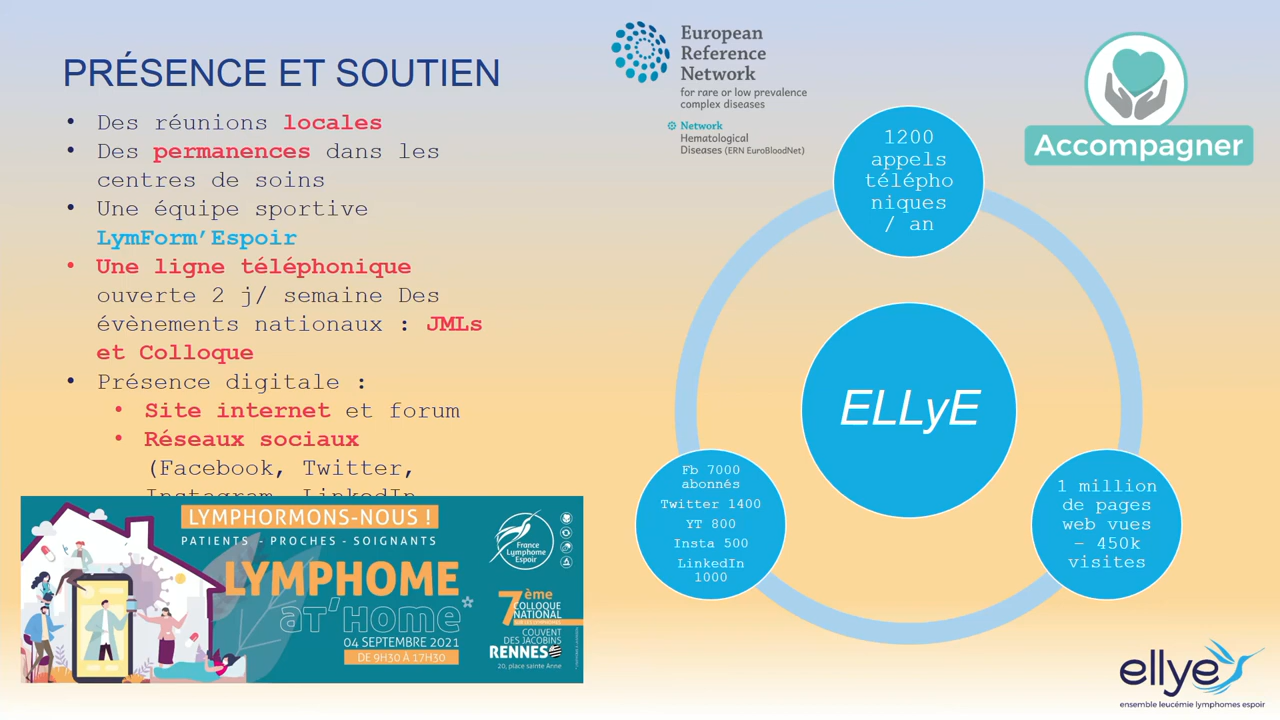 PRÉSENCE ET SOUTIEN
• Des réunions locales
• Des permanences dans les
centres de soins
• Une équipe sportive
LymForm’Espoir
• Une ligne téléphonique
ouverte 2 j/ semaine Des
évènements nationaux : JMLs
et Colloque
• Présence digitale :
• Site internet et forum
• Réseaux sociaux
(Facebook, Twitter,
Instagram, LinkedIn
LYMPHORMONS-NOUS !
PATIENTS - PROCHES - SOIGNANTS
LYMPHOME
AT’HOME*
04 SEPTEMBRE 2021
DE 9H30 À 17H30
France
Lymphome
Espoir
7ème
COLLOQUE
NATIONAL
SUR LES LYMPHOMES
COUVENT
DES JACOBINS
RENNES
20, place sainte Anne
European
Reference
Network
for rare or low prevalence
complex diseases
Network
Hematological
Diseases (ERN EuroBloodNet)
Accompagner
1200
appels
télépho
niques
/ an
ELLyE
Fb 7000
abonnés
Twitter 1400
YT 800
Insta 500
LinkedIn
1000
1 million
de pages
web vues
– 450k
visites
ellye
ensemble leucémie lymphomes espoir